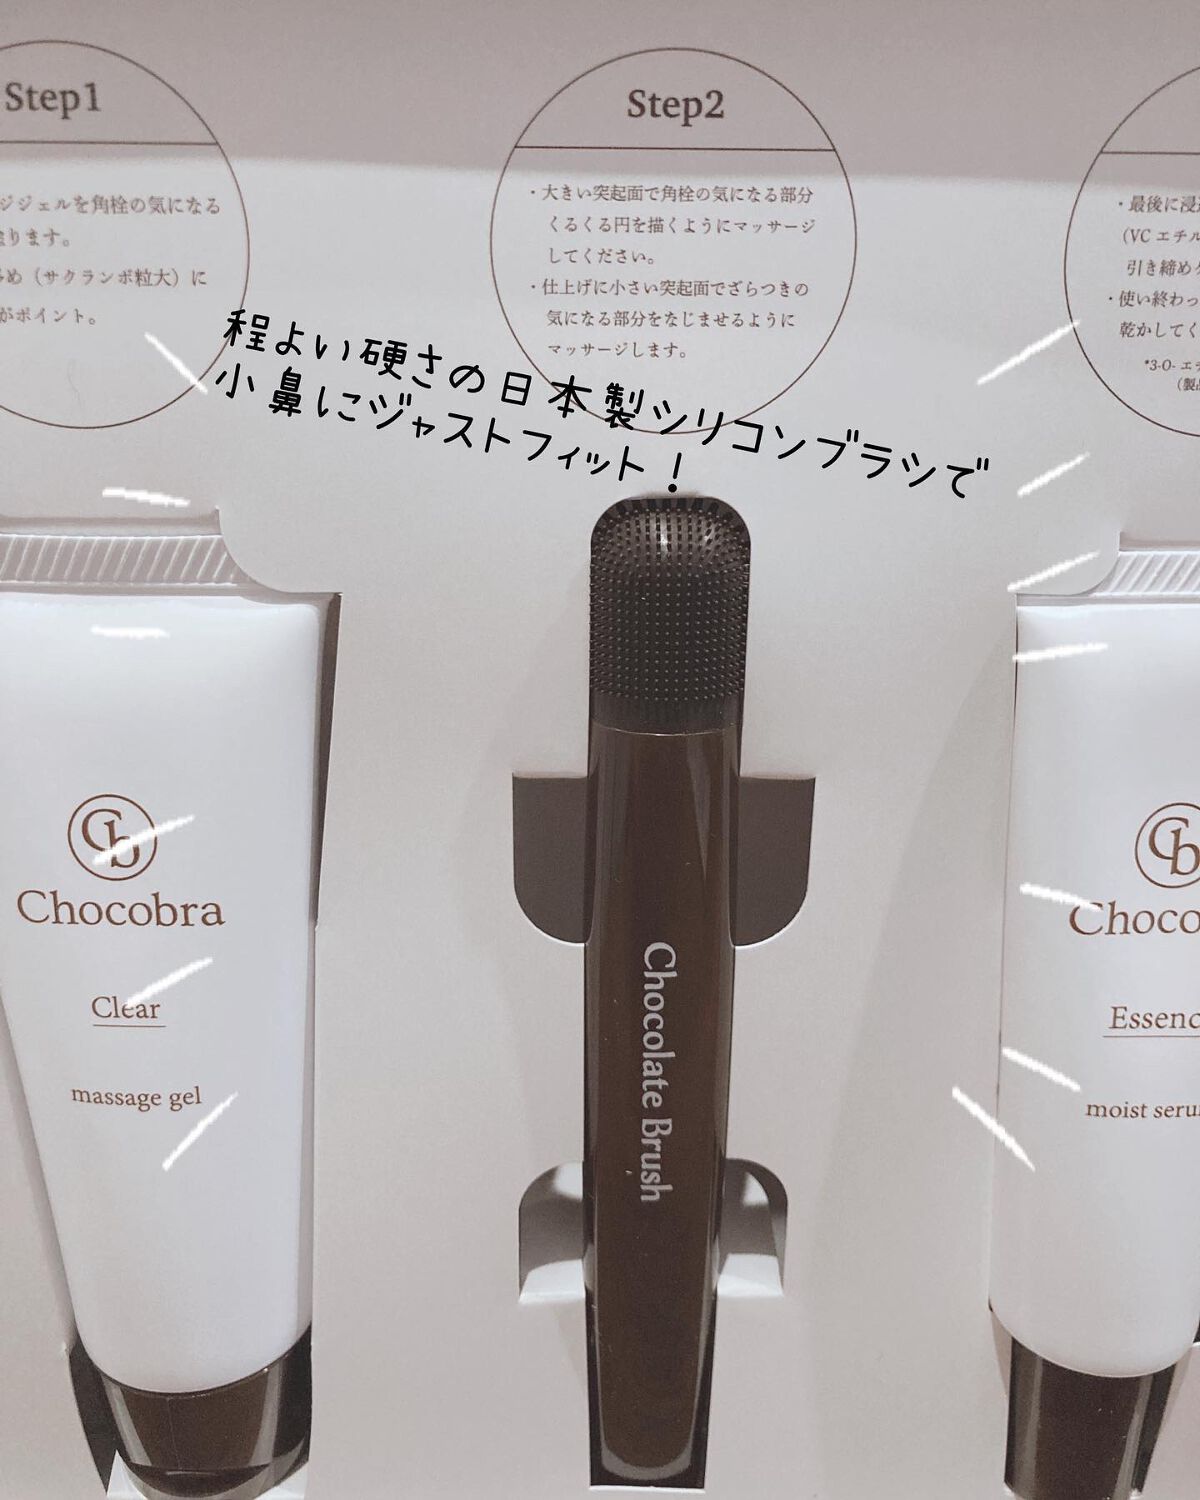 Step1
ジジェルを角栓の気になる
ります。
め（サクランボ粒大）に
がポイント。
Step2
・大きい突起面で角栓の気になる部分
くるくる円を描くようにマッサージ
してください。
・仕上げに小さい突起面でざらつきの
気になる部分をなじませるように
マッサージします。
・最後に浸
（VCエチル
引き締め
・使い終わっ
乾かしてく
*3-O-エチ
（製
程よい硬さの日本製シリコンブラシで
小鼻にジャストフィット！
Cb
Chocobra
Clear
massage gel
Chocolate Brush
Cb
Choco
Essenc
moist seru